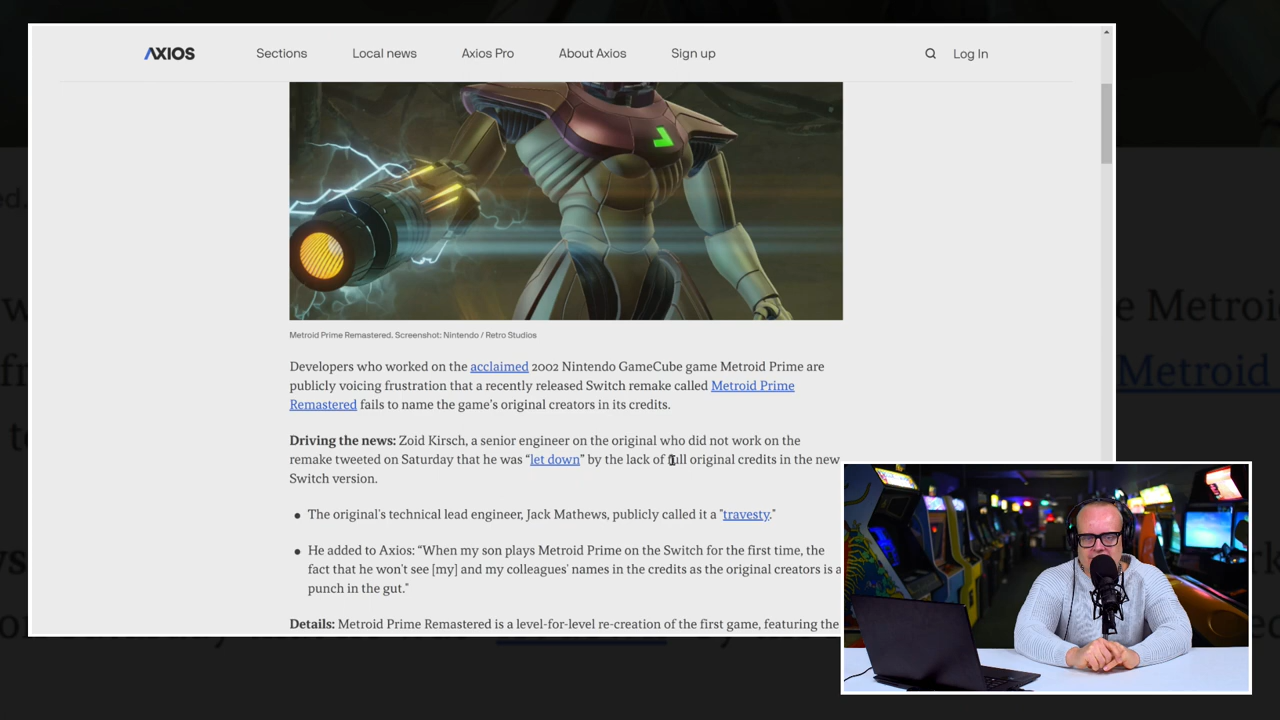 AXIOS Sections Local news Axios Pro About Axios Sign up Log In
Metroid Prime Remastered. Screenshot: Nintendo / Retro Studios
Developers who worked on the acclaimed 2002 Nintendo GameCube game Metroid Prime are
publicly voicing frustration that a recently released Switch remake called Metroid Prime
Remastered fails to name the game’s original creators in its credits.
Driving the news: Zoid Kirsch, a senior engineer on the original who did not work on the
remake tweeted on Saturday that he was “let down” by the lack of full original credits in the new
Switch version.
● The original's technical lead engineer, Jack Mathews, publicly called it a "travesty."
● He added to Axios: “When my son plays Metroid Prime on the Switch for the first time, the
fact that he won’t see [my] and my colleagues’ names in the credits as the original creators is a
punch in the gut."
Details: Metroid Prime Remastered is a level-for-level re-creation of the first game, featuring the
e Metroi
Metroid